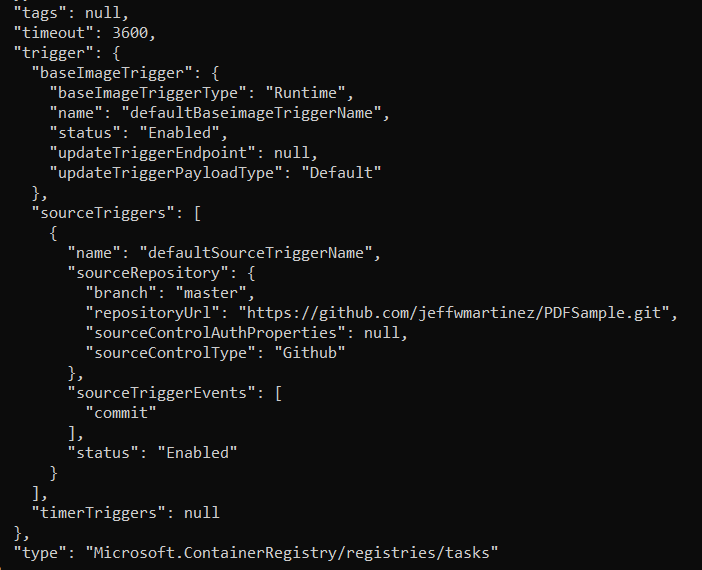 "tags": null,
"timeout": 3600,
"trigger": {
"baseImageTrigger": {
"baseImageTriggerType": "Runtime",
"name": "defaultBaseimageTriggerName",
"status": "Enabled",
"updateTriggerEndpoint": null,
"updateTriggerPayloadType": "Default"
},
"sourceTriggers": [
{
"name": "defaultSourceTriggerName",
"sourceRepository": {
"branch": "master",
"repositoryUrl": "https://github.com/jeffwmartinez/PDFSample.git",
"sourceControlAuthProperties": null,
"sourceControlType": "Github"
},
"sourceTriggerEvents": [
"commit"
],
"status": "Enabled"
}
],
"timerTriggers": null
},
"type": "Microsoft.ContainerRegistry/registries/tasks"